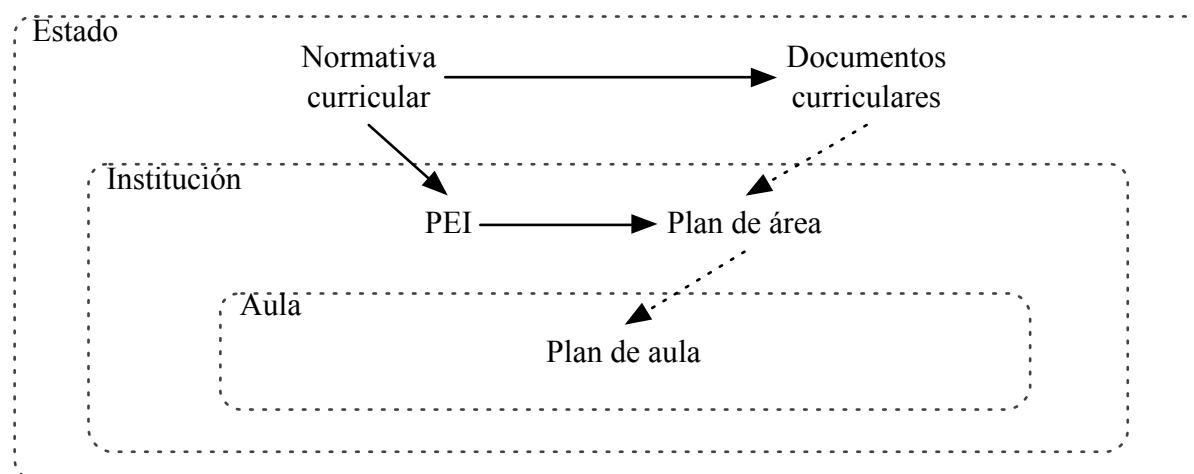 Estado
Normativa
curricular
Documentos
curriculares
Institución
PEI
Plan de área
Aula
Plan de aula